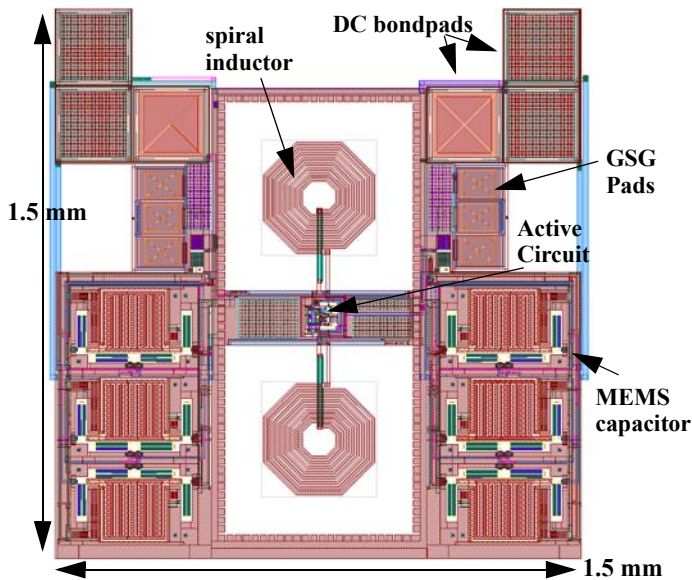 spiral
inductor
DC bondpads
GSG
Pads
1.5 mm
Active
Circuit
MEMS
capacitor
1.5 mm